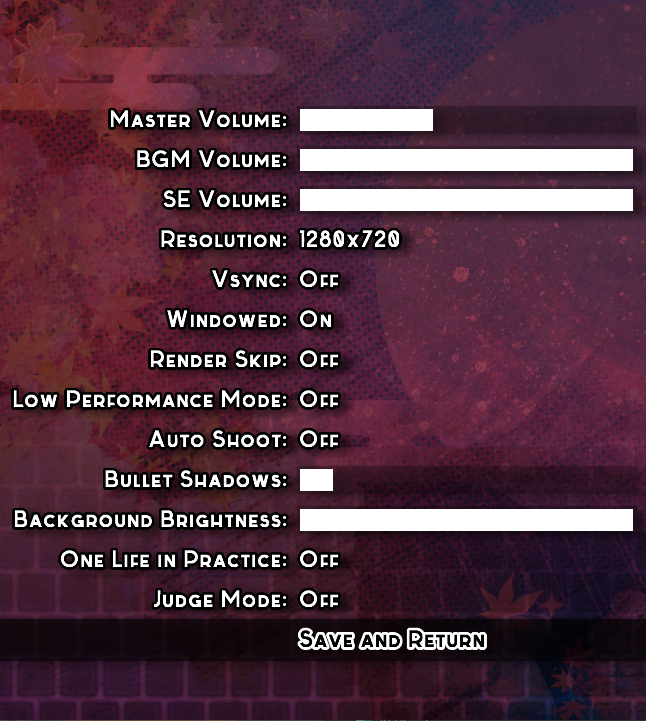 Master Volume:
BGM Volume:
SE Volume:
Resolution: 1280x720
Vsync: Off
Windowed: On
Render Skip: Off
Low Performance Mode: Off
Auto Shoot: Off
Bullet Shadows:
Background Brightness:
One Life in Practice: Off
Judge Mode: Off
Save and Return